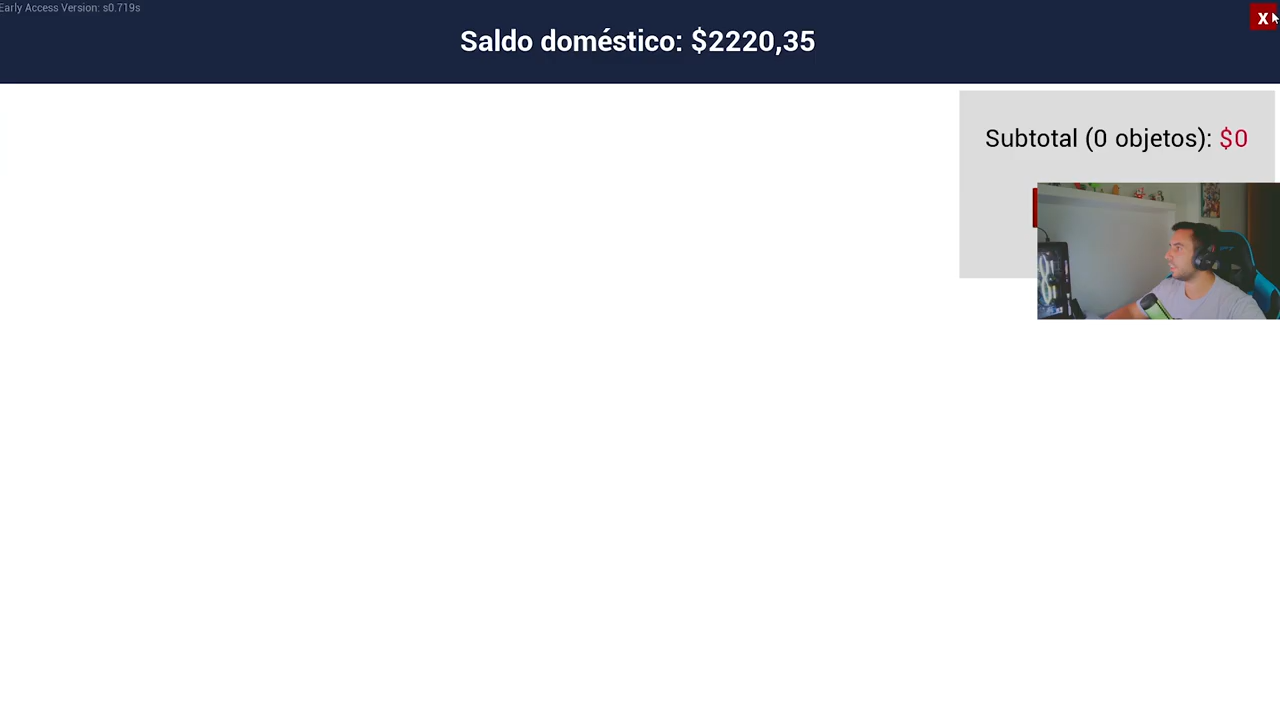 Early Access Version: s0.719s
Saldo doméstico: $2220,35
x
Subtotal (0 objetos): $0